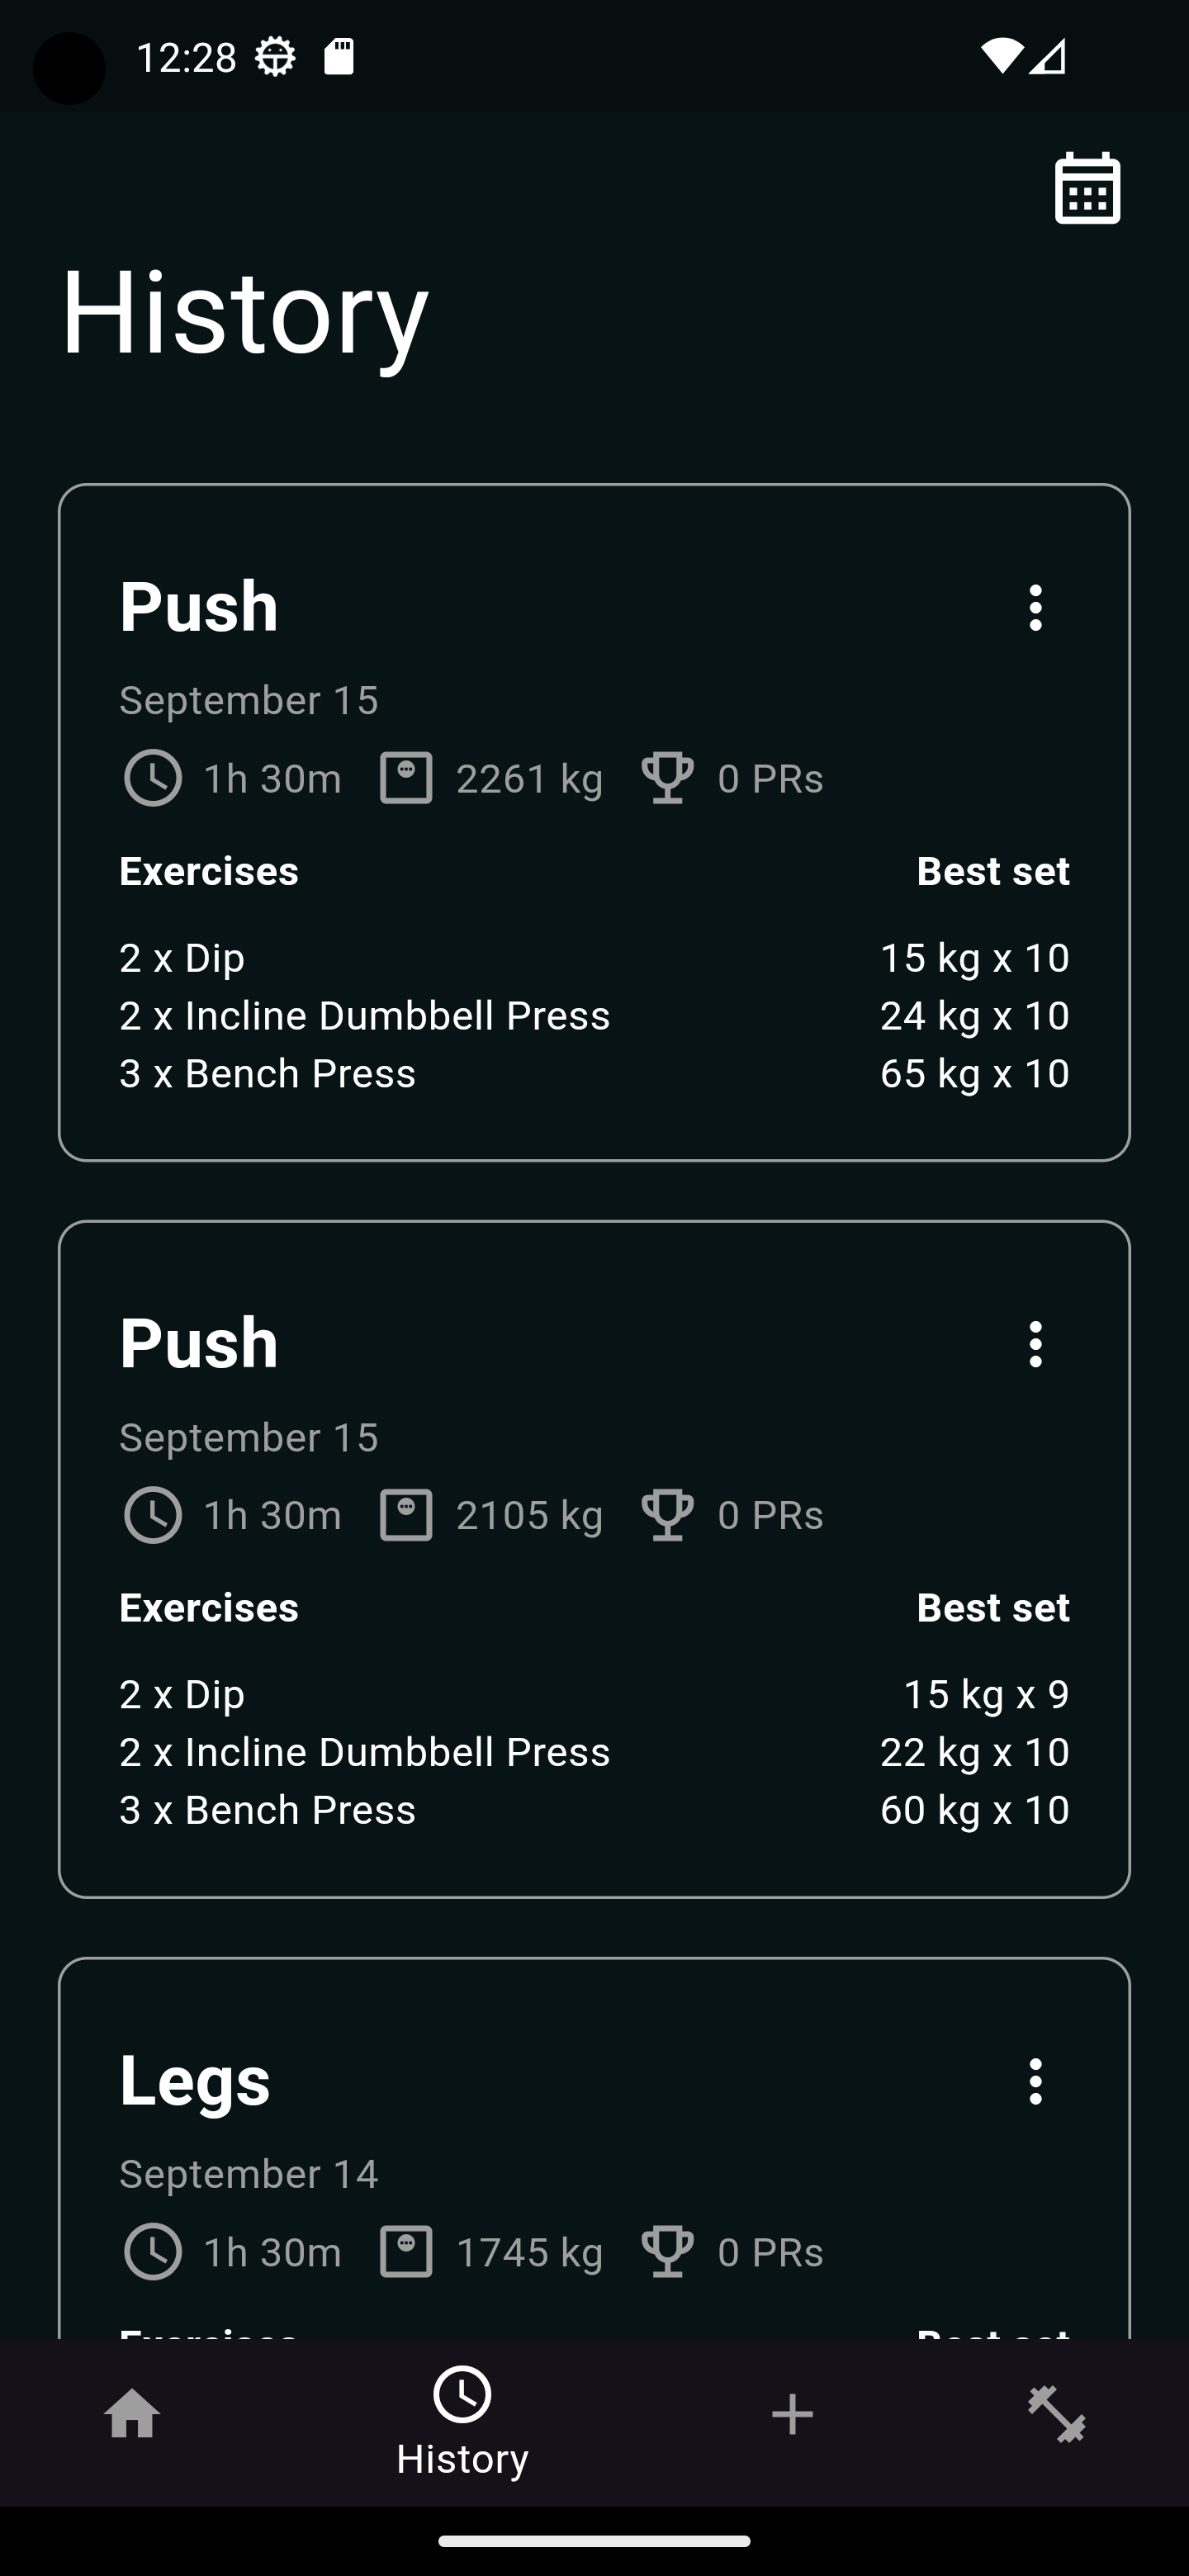 12:28
History
Push
September 15
1h 30m 2261 kg 0 PRs
Exercises Best set
2 x Dip 15 kg x 10
2 x Incline Dumbbell Press 24 kg x 10
3 x Bench Press 65 kg x 10
Push
September 15
1h 30m 2105 kg 0 PRs
Exercises Best set
2 x Dip 15 kg x 9
2 x Incline Dumbbell Press 22 kg x 10
3 x Bench Press 60 kg x 10
Legs
September 14
1h 30m 1745 kg 0 PRs
Exercises Best set
History